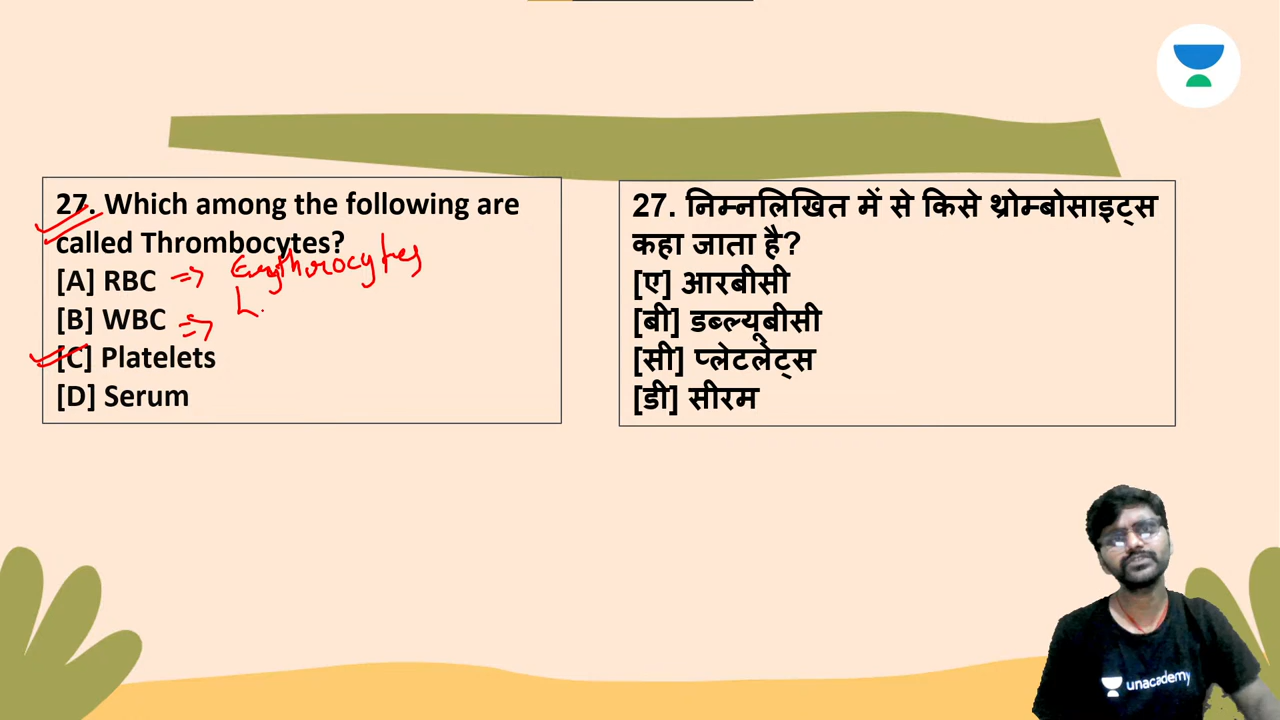 27. Which among the following are
called Thrombocytes?
[A] RBC => Erythrocytes
[B] WBC => L
[C] Platelets
[D] Serum
27. निम्नलिखित में से किसे थ्रोम्बोसाइट्स
कहा जाता है?
[ए] आरबीसी
[बी] डब्ल्यूबीसी
[सी] प्लेटलेट्स
[डी] सीरम
unacademy